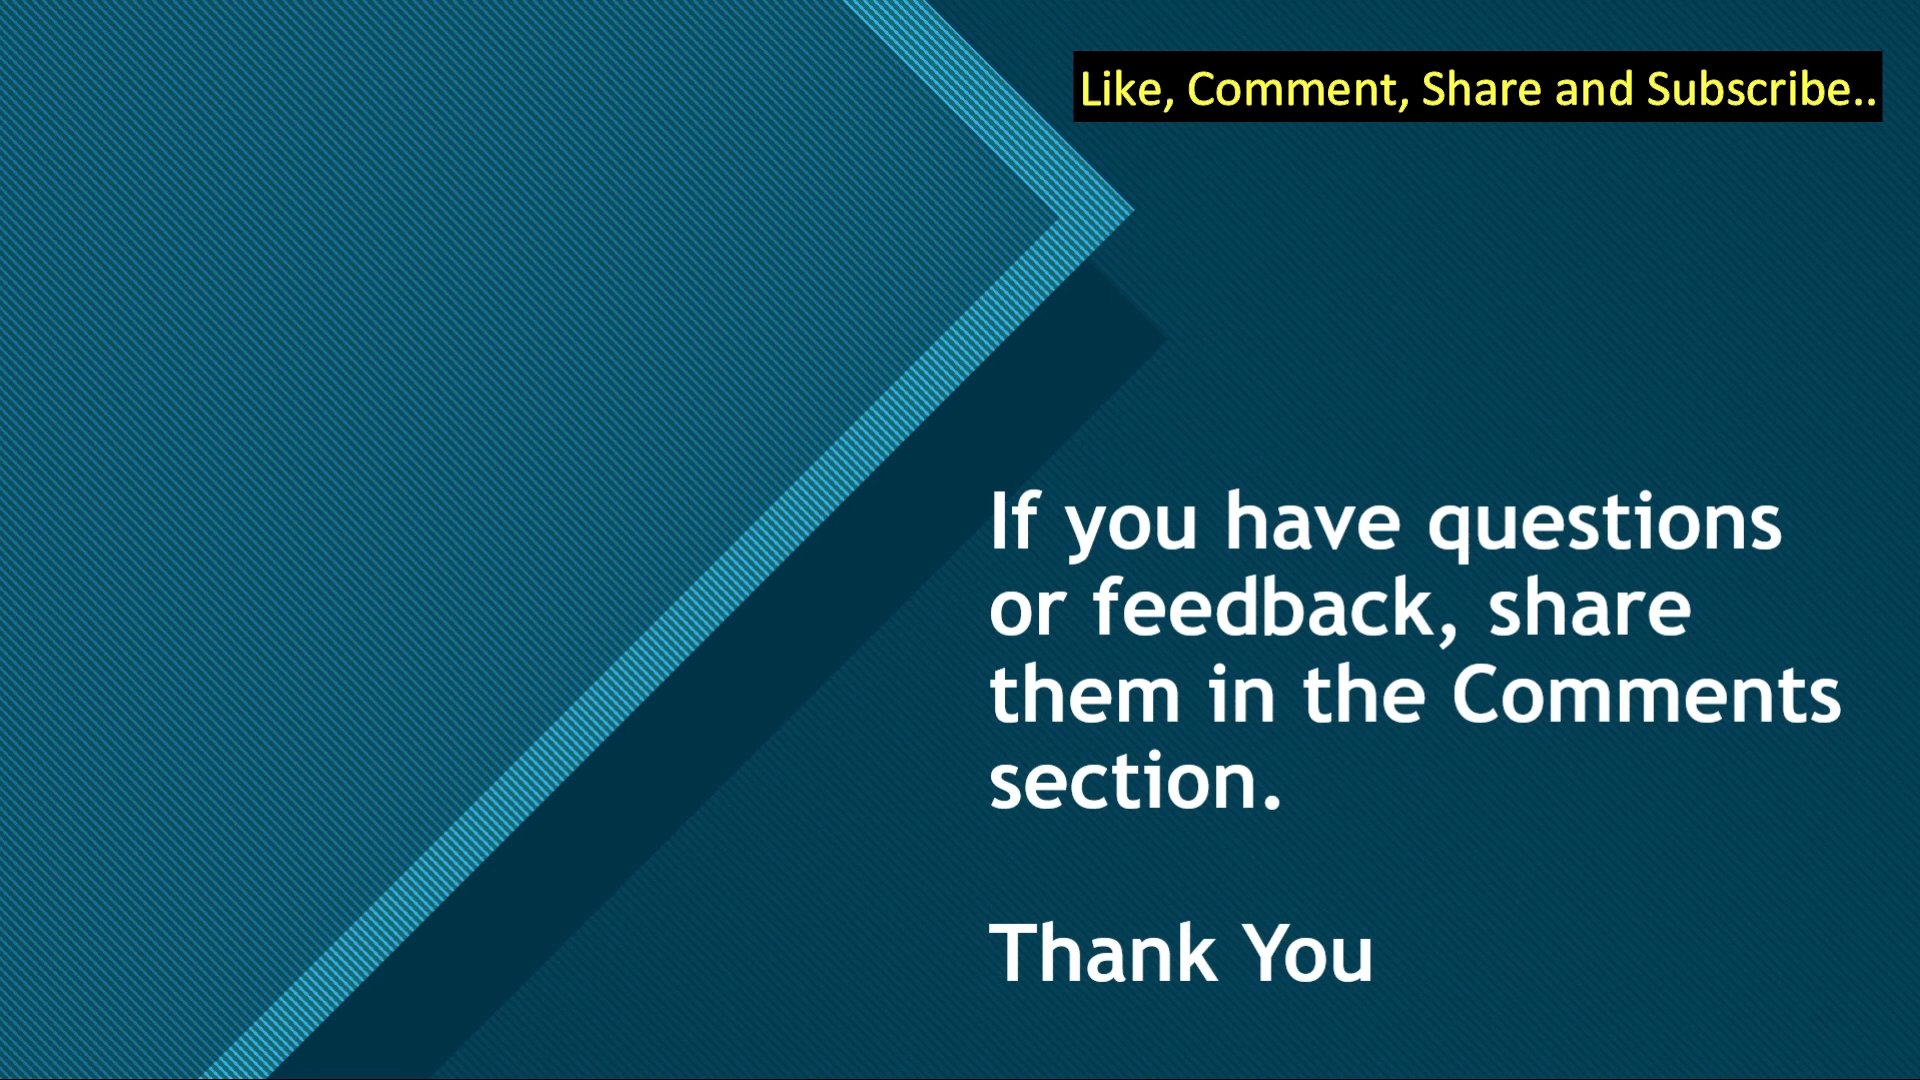 Like, Comment, Share and Subscribe..
If you have questions
or feedback, share
them in the Comments
section.
Thank You